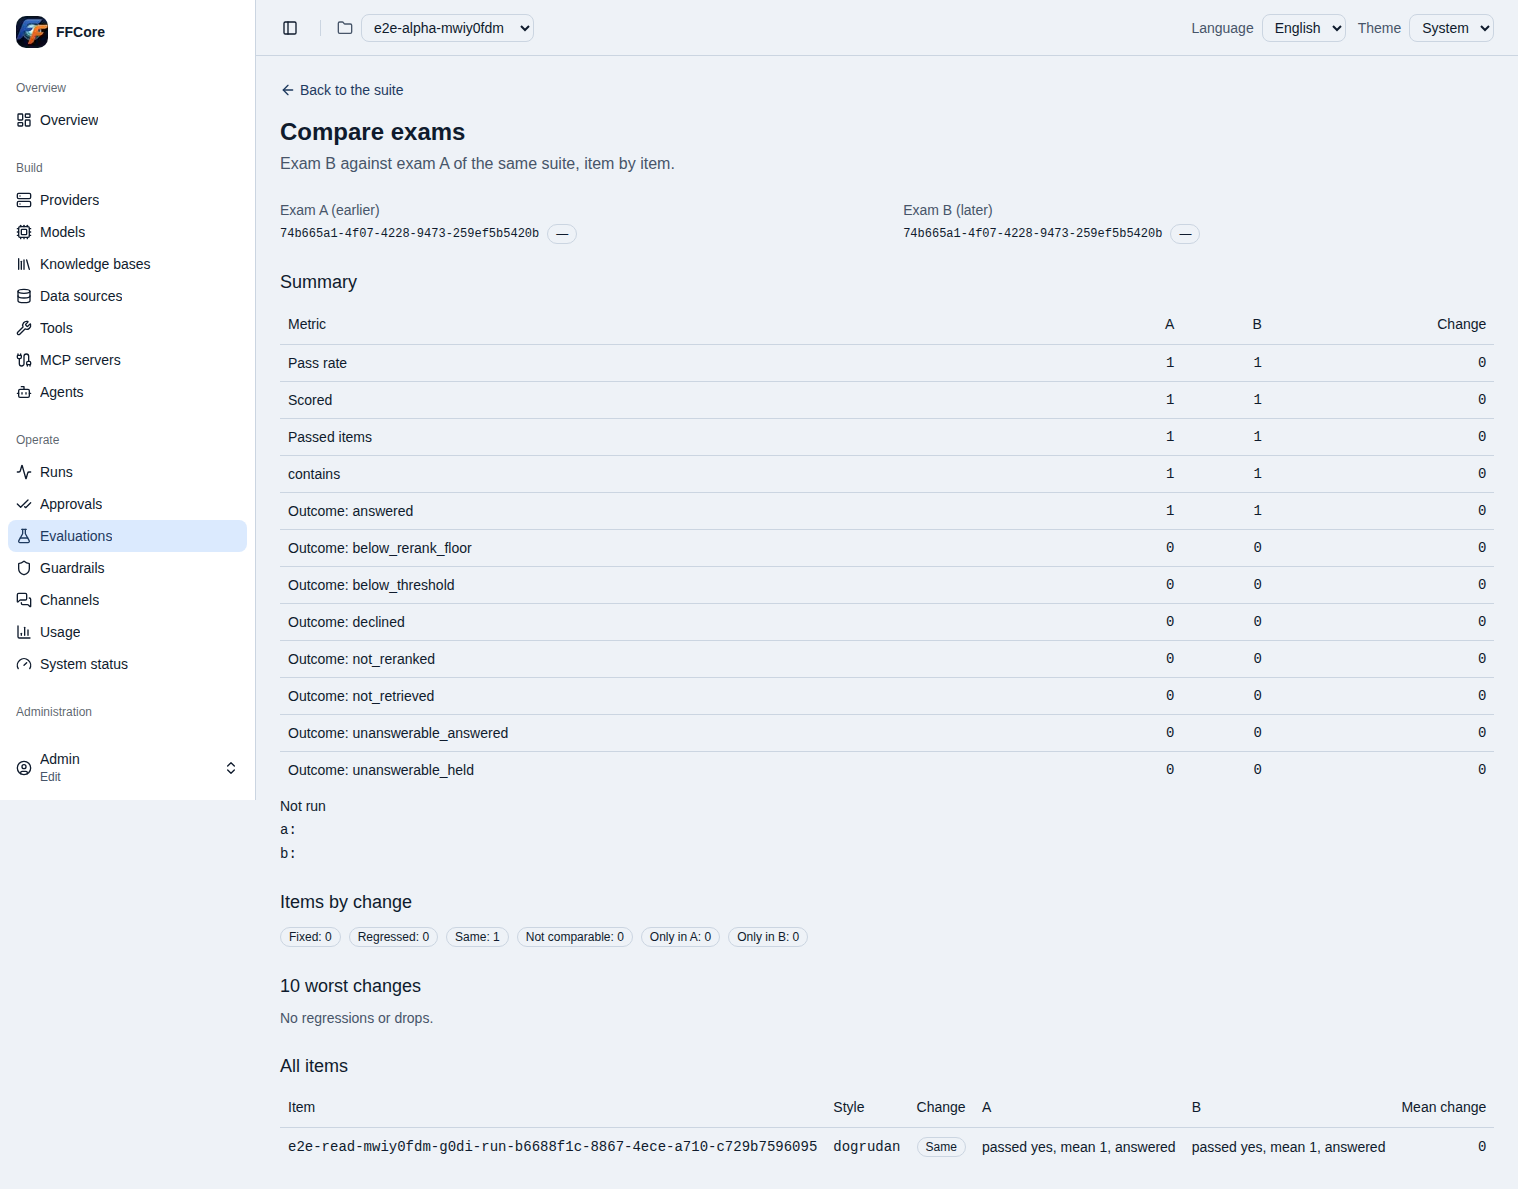 FFCore
Overview
Overview
Build
Providers
Models
Knowledge bases
Data sources
Tools
MCP servers
Agents
Operate
Runs
Approvals
Evaluations
Guardrails
Channels
Usage
System status
Administration
Admin
Edit
e2e-alpha-mwiy0fdm
Language English Theme System
Back to the suite
Compare exams
Exam B against exam A of the same suite, item by item.
Exam A (earlier)
74b665a1-4f07-4228-9473-259ef5b5420b —
Exam B (later)
74b665a1-4f07-4228-9473-259ef5b5420b —
Summary
Metric A B Change
Pass rate 1 1 0
Scored 1 1 0
Passed items 1 1 0
contains 1 1 0
Outcome: answered 1 1 0
Outcome: below_rerank_floor 0 0 0
Outcome: below_threshold 0 0 0
Outcome: declined 0 0 0
Outcome: not_reranked 0 0 0
Outcome: not_retrieved 0 0 0
Outcome: unanswerable_answered 0 0 0
Outcome: unanswerable_held 0 0 0
Not run
a:
b:
Items by change
Fixed: 0 Regressed: 0 Same: 1 Not comparable: 0 Only in A: 0 Only in B: 0
10 worst changes
No regressions or drops.
All items
Item Style Change A B Mean change
e2e-read-mwiy0fdm-g0di-run-b6688f1c-8867-4ece-a710-c729b7596095 dogrudan Same passed yes, mean 1, answered passed yes, mean 1, answered 0